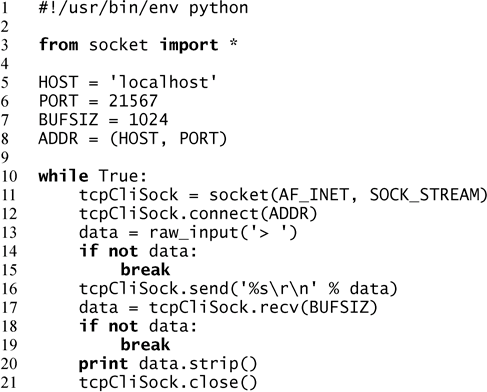 1 #!/usr/bin/env python
2
3 from socket import *
4
5 HOST = 'localhost'
6 PORT = 21567
7 BUFSIZ = 1024
8 ADDR = (HOST, PORT)
9
10 while True:
11     tcpCliSock = socket(AF_INET, SOCK_STREAM)
12     tcpCliSock.connect(ADDR)
13     data = raw_input('> ')
14     if not data:
15         break
16     tcpCliSock.send('%s\r\n' % data)
17     data = tcpCliSock.recv(BUFSIZ)
18     if not data:
19         break
20     print data.strip()
21     tcpCliSock.close()